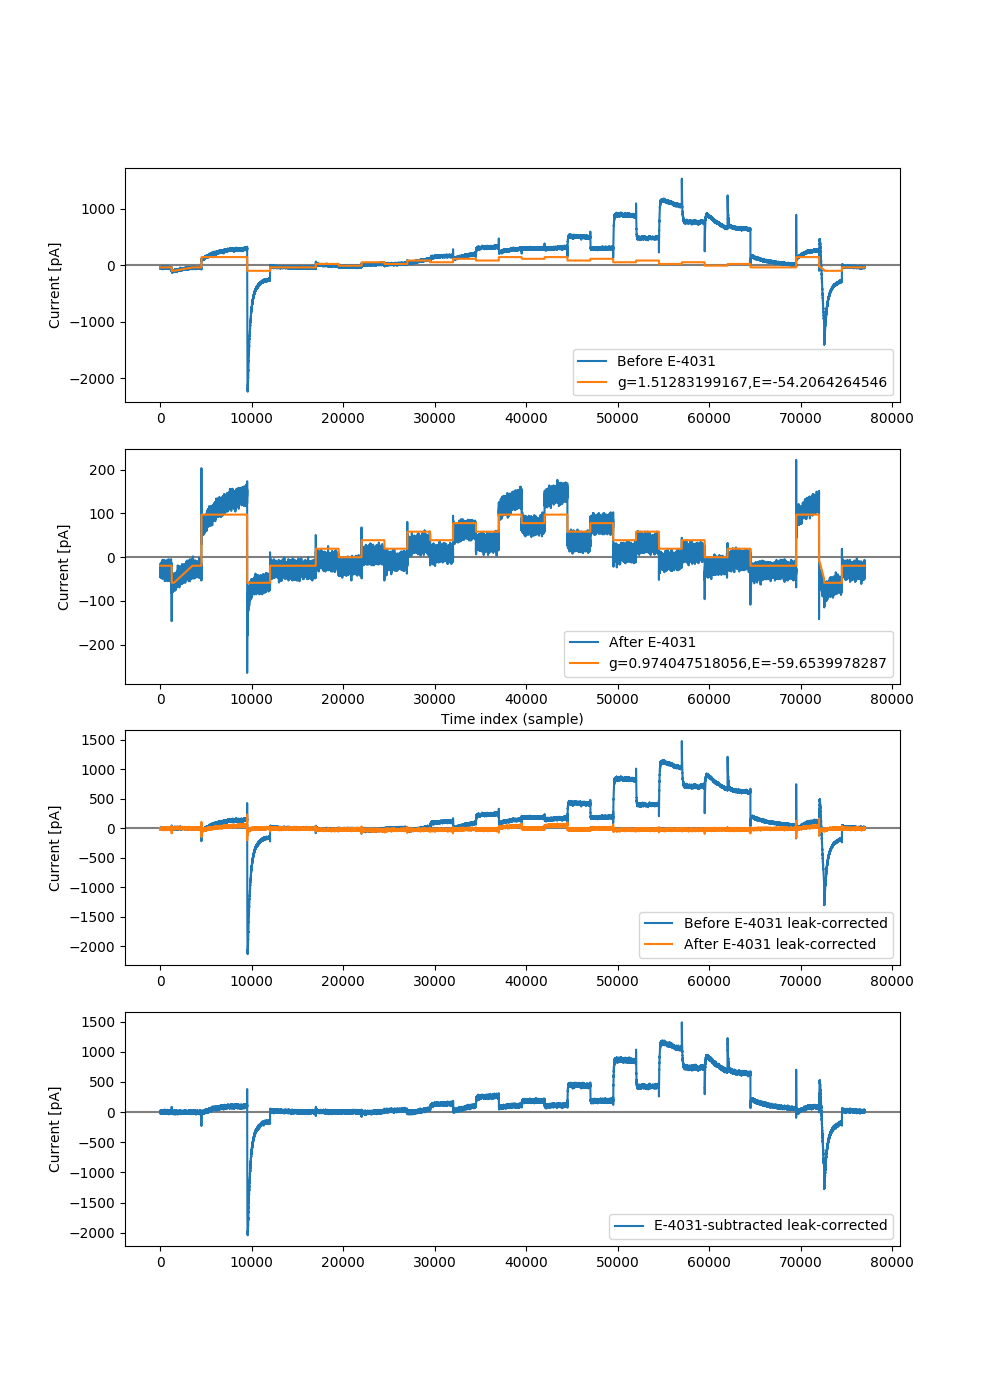 1000
0
−1000
−2000
Current [pA]
Before E-4031
g=1.51283199167,E=-54.2064264546
0 10000 20000 30000 40000 50000 60000 70000 80000
200
100
0
−100
−200
Current [pA]
After E-4031
g=0.974047518056,E=-59.6539978287
0 10000 20000 30000 40000 50000 60000 70000 80000
Time index (sample)
1500
1000
500
0
−500
−1000
−1500
−2000
Current [pA]
Before E-4031 leak-corrected
After E-4031 leak-corrected
0 10000 20000 30000 40000 50000 60000 70000 80000
1500
1000
500
0
−500
−1000
−1500
−2000
Current [pA]
E-4031-subtracted leak-corrected
0 10000 20000 30000 40000 50000 60000 70000 80000